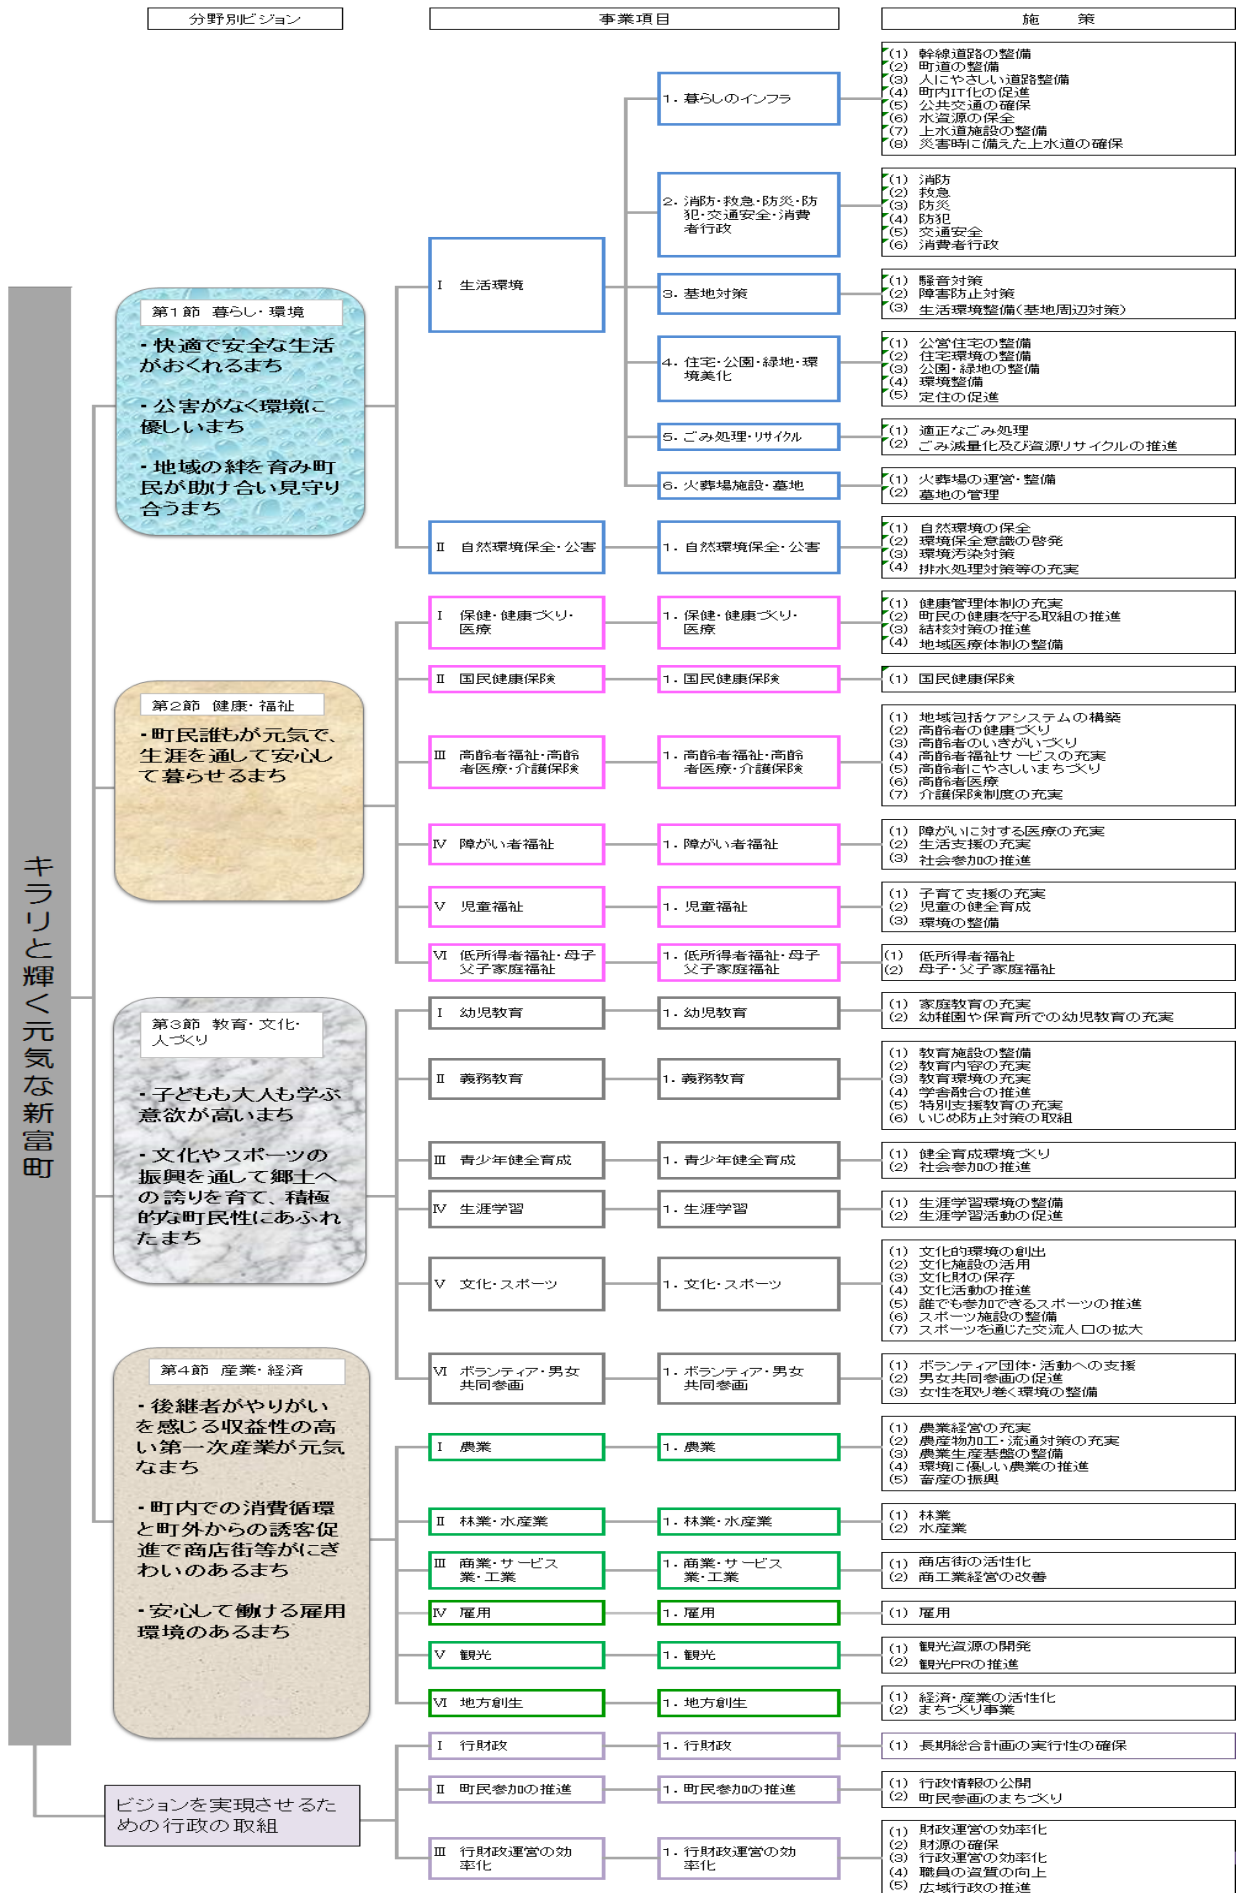 分野別ビジョン
事業項目
施　策
キラリと輝く元気な新富町
第1節 暮らし・環境
・快適で安全な生活
がおくれるまち
・公害がなく環境に
優しいまち
・地域の絆を育み町
民が助け合い見守り
合うまち
Ⅰ 生活環境
1. 暮らしのインフラ
(1) 幹線道路の整備
(2) 町道の整備
(3) 人にやさしい道路整備
(4) 町内IT化の促進
(5) 公共交通の確保
(6) 水資源の保全
(7) 上水道施設の整備
(8) 災害時に備えた上水道の確保
2. 消防・救急・防災・防
犯・交通安全・消費
者行政
(1) 消防
(2) 救急
(3) 防災
(4) 防犯
(5) 交通安全
(6) 消費者行政
3. 基地対策
(1) 騒音対策
(2) 障害防止対策
(3) 生活環境整備(基地周辺対策)
4. 住宅・公園・緑地・環
境美化
(1) 公営住宅の整備
(2) 住宅環境の整備
(3) 公園・緑地の整備
(4) 環境整備
(5) 定住の促進
5. ごみ処理・リサイクル
(1) 適正なごみ処理
(2) ごみ減量化及び資源リサイクルの推進
6. 火葬場施設・墓地
(1) 火葬場の運営・整備
(2) 墓地の管理
Ⅱ 自然環境保全・公害
1. 自然環境保全・公害
(1) 自然環境の保全
(2) 環境保全意識の啓発
(3) 環境汚染対策
(4) 排水処理対策等の充実
第2節 健康・福祉
・町民誰もが元気で、
生涯を通して安心し
て暮らせるまち
Ⅰ 保健・健康づくり・
医療
1. 保健・健康づくり・
医療
(1) 健康管理体制の充実
(2) 町民の健康を守る取組の推進
(3) 結核対策の推進
(4) 地域医療体制の整備
Ⅱ 国民健康保険
1. 国民健康保険
(1) 国民健康保険
Ⅲ 高齢者福祉・高齢
者医療・介護保険
1. 高齢者福祉・高齢
者医療・介護保険
(1) 地域包括ケアシステムの構築
(2) 高齢者の健康づくり
(3) 高齢者のいきがいづくり
(4) 高齢者福祉サービスの充実
(5) 高齢者にやさしいまちづくり
(6) 高齢者医療
(7) 介護保険制度の充実
Ⅳ 障がい者福祉
1. 障がい者福祉
(1) 障がいに対する医療の充実
(2) 生活支援の充実
(3) 社会参加の推進
Ⅴ 児童福祉
1. 児童福祉
(1) 子育て支援の充実
(2) 児童の健全育成
(3) 環境の整備
Ⅵ 低所得者福祉・母子
父子家庭福祉
1. 低所得者福祉・母子
父子家庭福祉
(1) 低所得者福祉
(2) 母子・父子家庭福祉
第3節 教育・文化・
人づくり
・子どもも大人も学ぶ
意欲が高いまち
・文化やスポーツの
振興を通して郷土へ
の誇りを育て、積極
的な町民性にあふれ
たまち
Ⅰ 幼児教育
1. 幼児教育
(1) 家庭教育の充実
(2) 幼稚園や保育所での幼児教育の充実
Ⅱ 義務教育
1. 義務教育
(1) 教育施設の整備
(2) 教育内容の充実
(3) 教育環境の充実
(4) 学舎融合の推進
(5) 特別支援教育の充実
(6) いじめ防止対策の取組
Ⅲ 青少年健全育成
1. 青少年健全育成
(1) 健全育成環境づくり
(2) 社会参加の推進
Ⅳ 生涯学習
1. 生涯学習
(1) 生涯学習環境の整備
(2) 生涯学習活動の促進
Ⅴ 文化・スポーツ
1. 文化・スポーツ
(1) 文化的環境の創出
(2) 文化施設の活用
(3) 文化財の保存
(4) 文化活動の推進
(5) 誰でも参加できるスポーツの推進
(6) スポーツ施設の整備
(7) スポーツを通じた交流人口の拡大
Ⅵ ボランティア・男女
共同参画
1. ボランティア・男女
共同参画
(1) ボランティア団体・活動への支援
(2) 男女共同参画の促進
(3) 女性を取り巻く環境の整備
第4節 産業・経済
・後継者がやりがい
を感じる収益性の高
い第一次産業が元気
なまち
・町内での消費循環
と町外からの誘客促
進で商店街等がにぎ
わいのあるまち
・安心して働ける雇用
環境のあるまち
Ⅰ 農業
1. 農業
(1) 農業経営の充実
(2) 農産物加工・流通対策の充実
(3) 農業生産基盤の整備
(4) 環境に優しい農業の推進
(5) 畜産の振興
Ⅱ 林業・水産業
1. 林業・水産業
(1) 林業
(2) 水産業
Ⅲ 商業・サービス
業・工業
1. 商業・サービス
業・工業
(1) 商店街の活性化
(2) 商工業経営の改善
Ⅳ 雇用
1. 雇用
(1) 雇用
Ⅴ 観光
1. 観光
(1) 観光資源の開発
(2) 観光PRの推進
Ⅵ 地方創生
1. 地方創生
(1) 経済・産業の活性化
(2) まちづくり事業
ビジョンを実現させるた
めの行政の取組
Ⅰ 行財政
1. 行財政
(1) 長期総合計画の実行性の確保
Ⅱ 町民参加の推進
1. 町民参加の推進
(1) 行政情報の公開
(2) 町民参画のまちづくり
Ⅲ 行財政運営の効
率化
1. 行財政運営の効
率化
(1) 財政運営の効率化
(2) 財源の確保
(3) 行政運営の効率化
(4) 職員の資質の向上
(5) 広域行政の推進